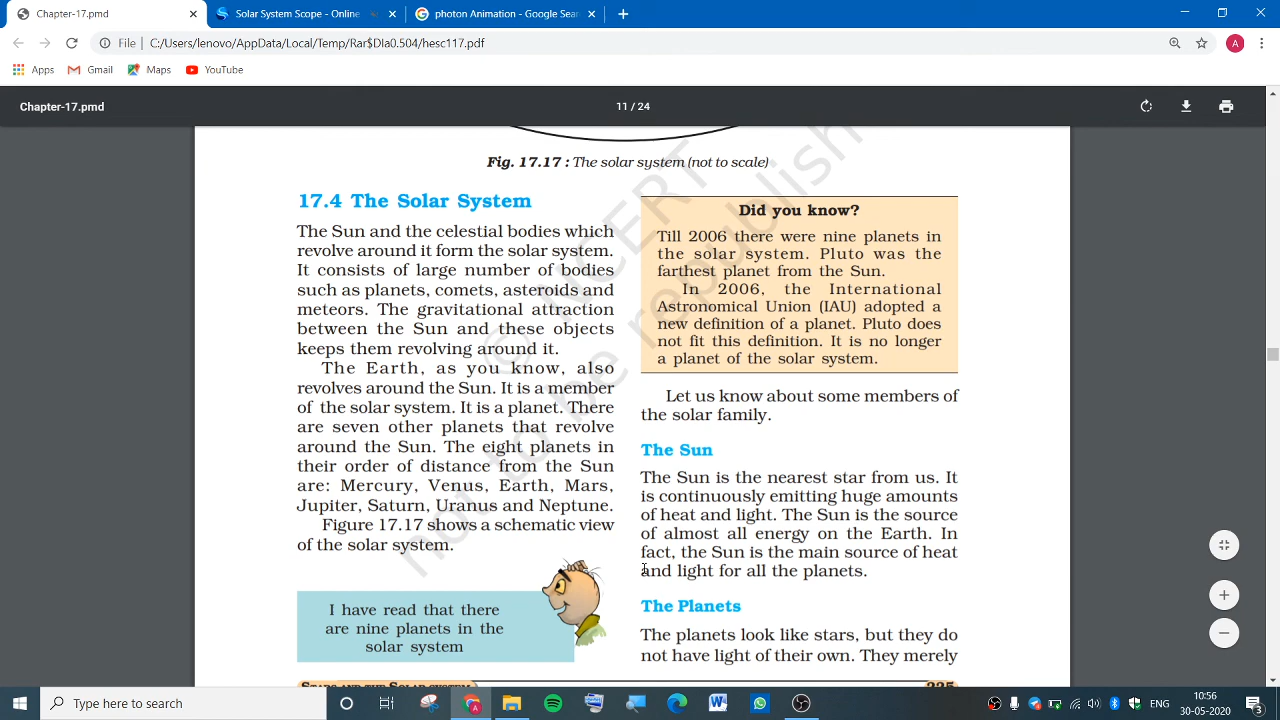 Chapter-17.pmd
Solar System Scope - Online
photon Animation - Google Sear
File
C:/Users/lenovo/AppData/Local/Temp/Rar$DIa0.504/hesc117.pdf
A
Apps
Gmail
Maps
YouTube
Chapter-17.pmd
11 / 24
Fig. 17.17 : The solar system (not to scale)
17.4 The Solar System
The Sun and the celestial bodies which
revolve around it form the solar system.
It consists of large number of bodies
such as planets, comets, asteroids and
meteors. The gravitational attraction
between the Sun and these objects
keeps them revolving around it.
The Earth, as you know, also
revolves around the Sun. It is a member
of the solar system. It is a planet. There
are seven other planets that revolve
around the Sun. The eight planets in
their order of distance from the Sun
are: Mercury, Venus, Earth, Mars,
Jupiter, Saturn, Uranus and Neptune.
Figure 17.17 shows a schematic view
of the solar system.
I have read that there
are nine planets in the
solar system
Did you know?
Till 2006 there were nine planets in
the solar system. Pluto was the
farthest planet from the Sun.
In 2006, the International
Astronomical Union (IAU) adopted a
new definition of a planet. Pluto does
not fit this definition. It is no longer
a planet of the solar system.
Let us know about some members of
the solar family.
The Sun
The Sun is the nearest star from us. It
is continuously emitting huge amounts
of heat and light. The Sun is the source
of almost all energy on the Earth. In
fact, the Sun is the main source of heat
and light for all the planets.
The Planets
The planets look like stars, but they do
not have light of their own. They merely
© NCERT
not to be republish
Type here to search
10:56
30-05-2020